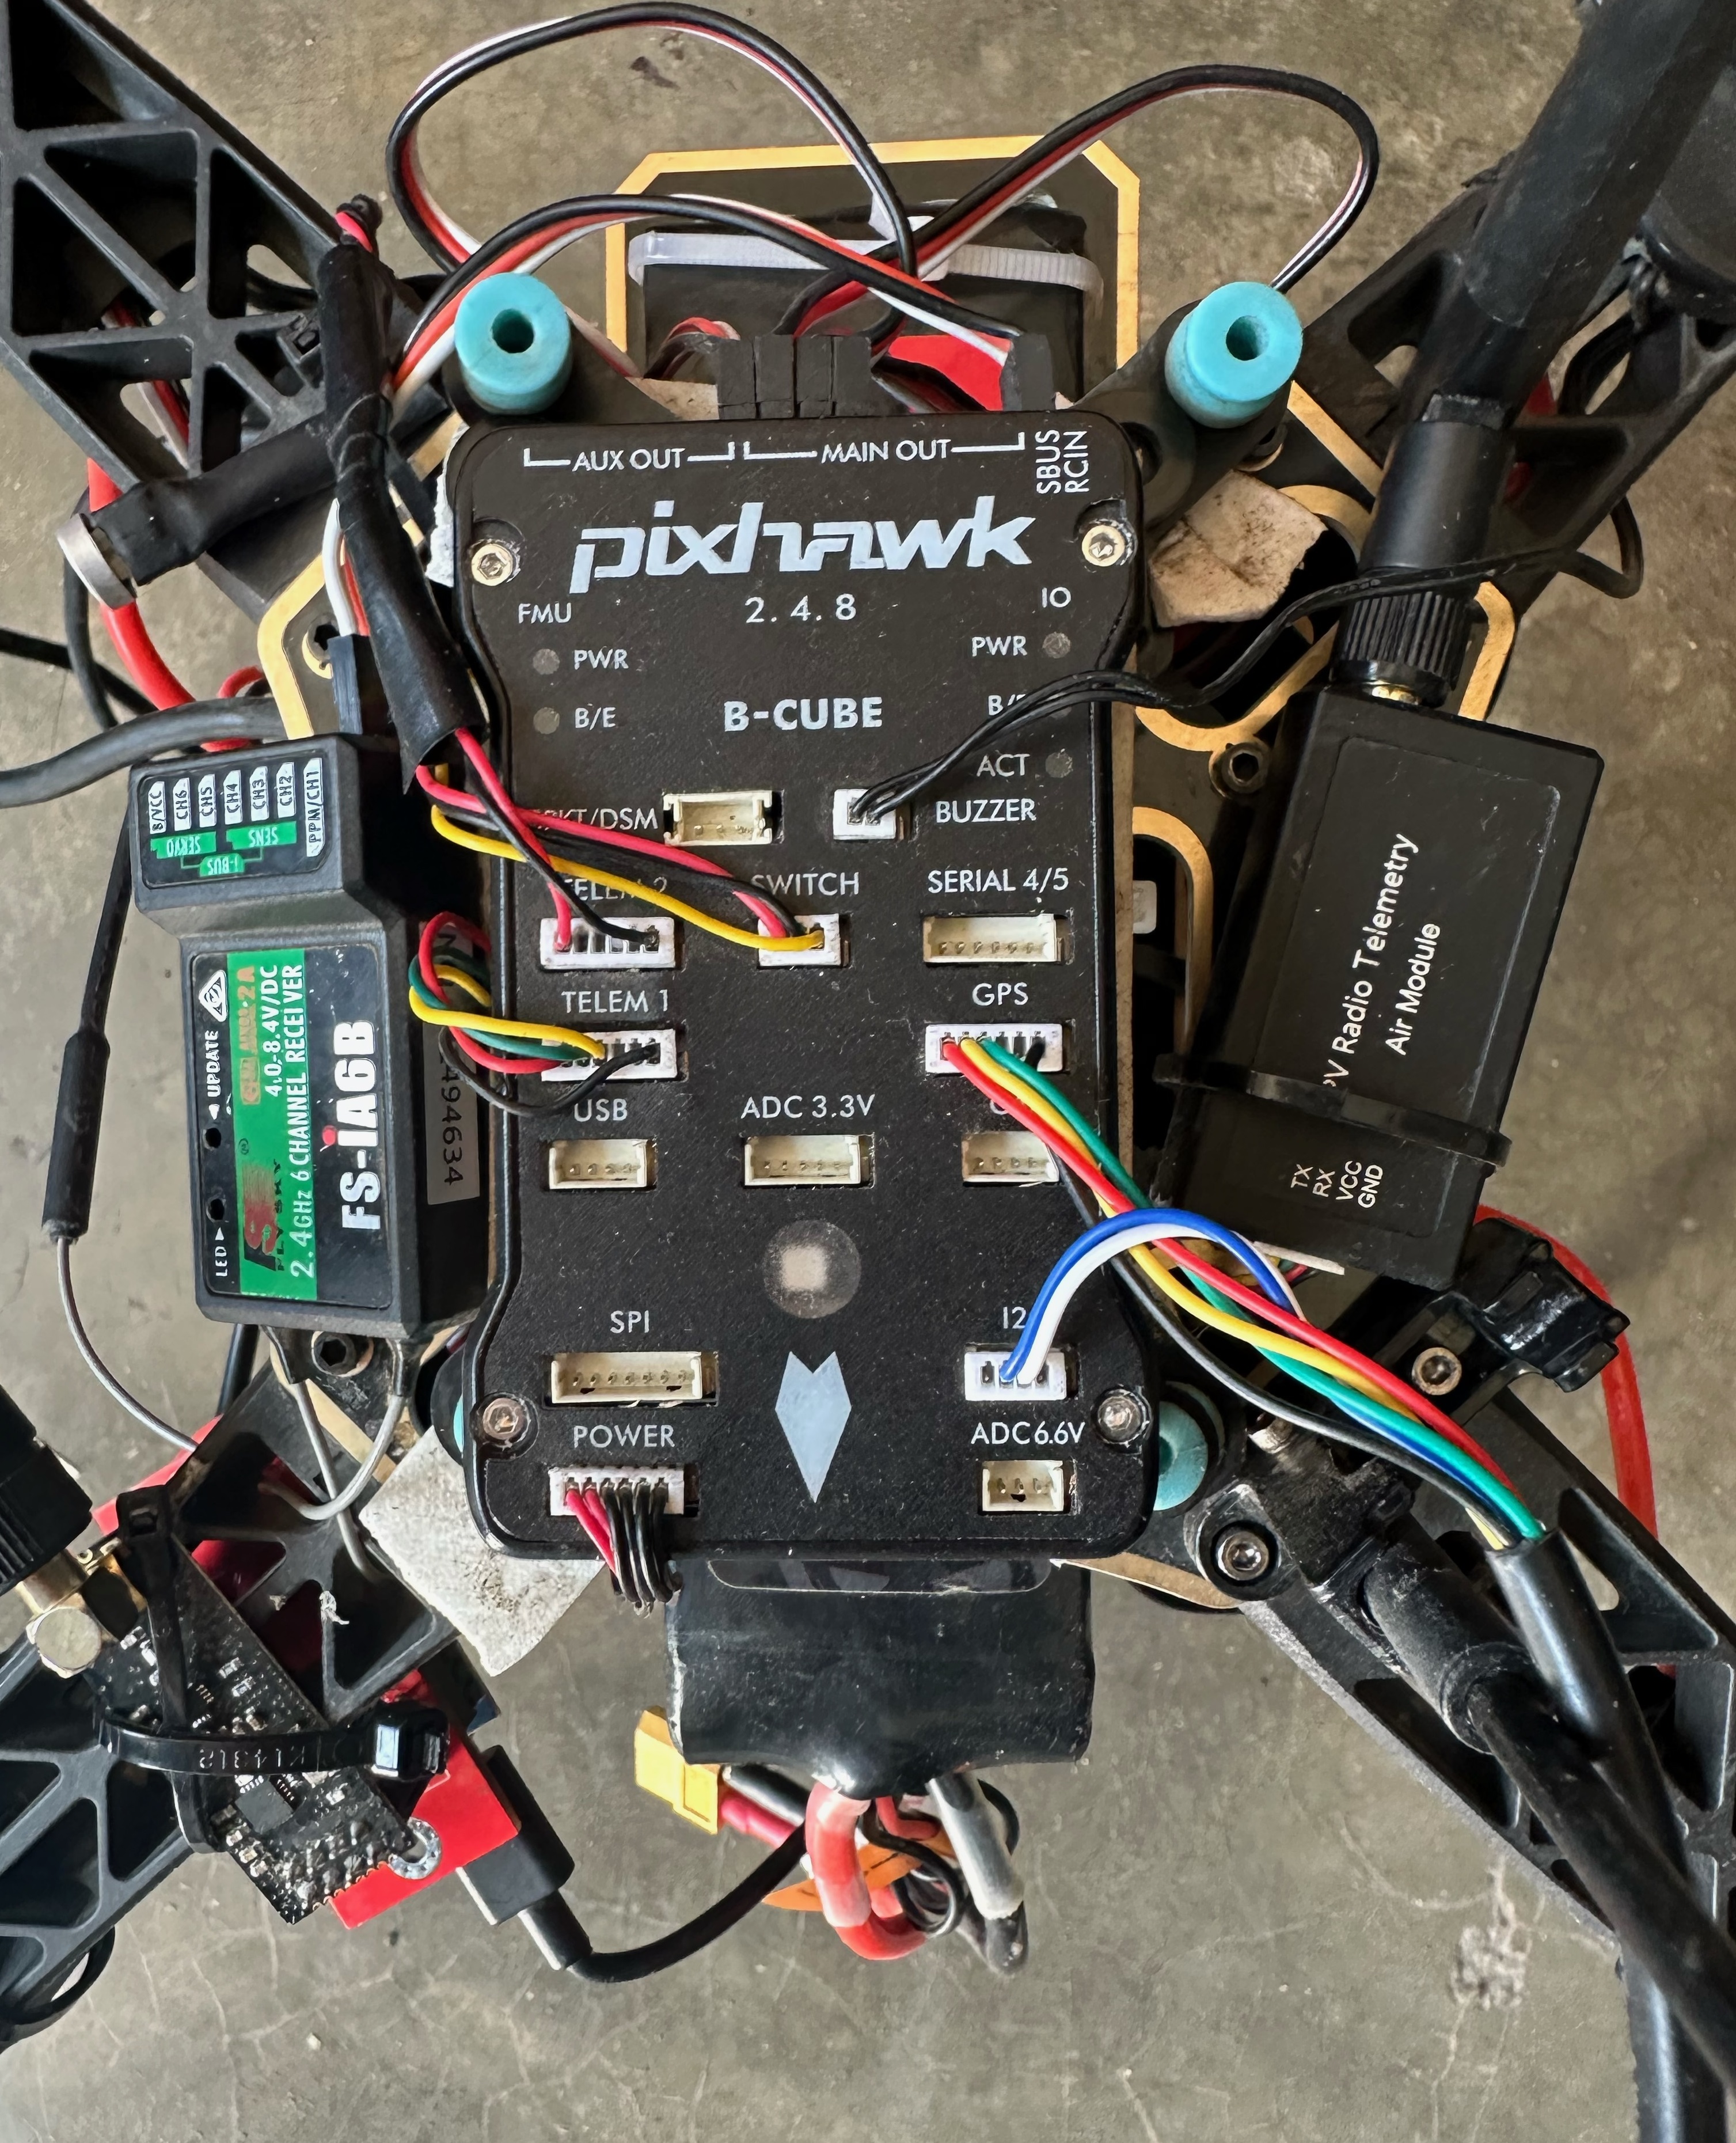 AUX OUT
MAIN OUT
SBUS
RCIN
pixhawk
2.4.8
FMU
IO
PWR
PWR
B/E
B-CUBE
ACT
BUZZER
SWITCH
SERIAL 4/5
TELEM 1
GPS
USB
ADC 3.3V
SPI
POWER
ADC 6.6V
B/VCC
CH6
CH5
CH4
CH3
CH2
PPM/CH1
SERVO
SENS
i-BUS
UPDATE
LED
4.0-8.4V/DC
2.4GHz 6 CHANNEL RECEIVER
FS-iA6B
494634
Radio Telemetry
Air Module
TX
RX
VCC
GND